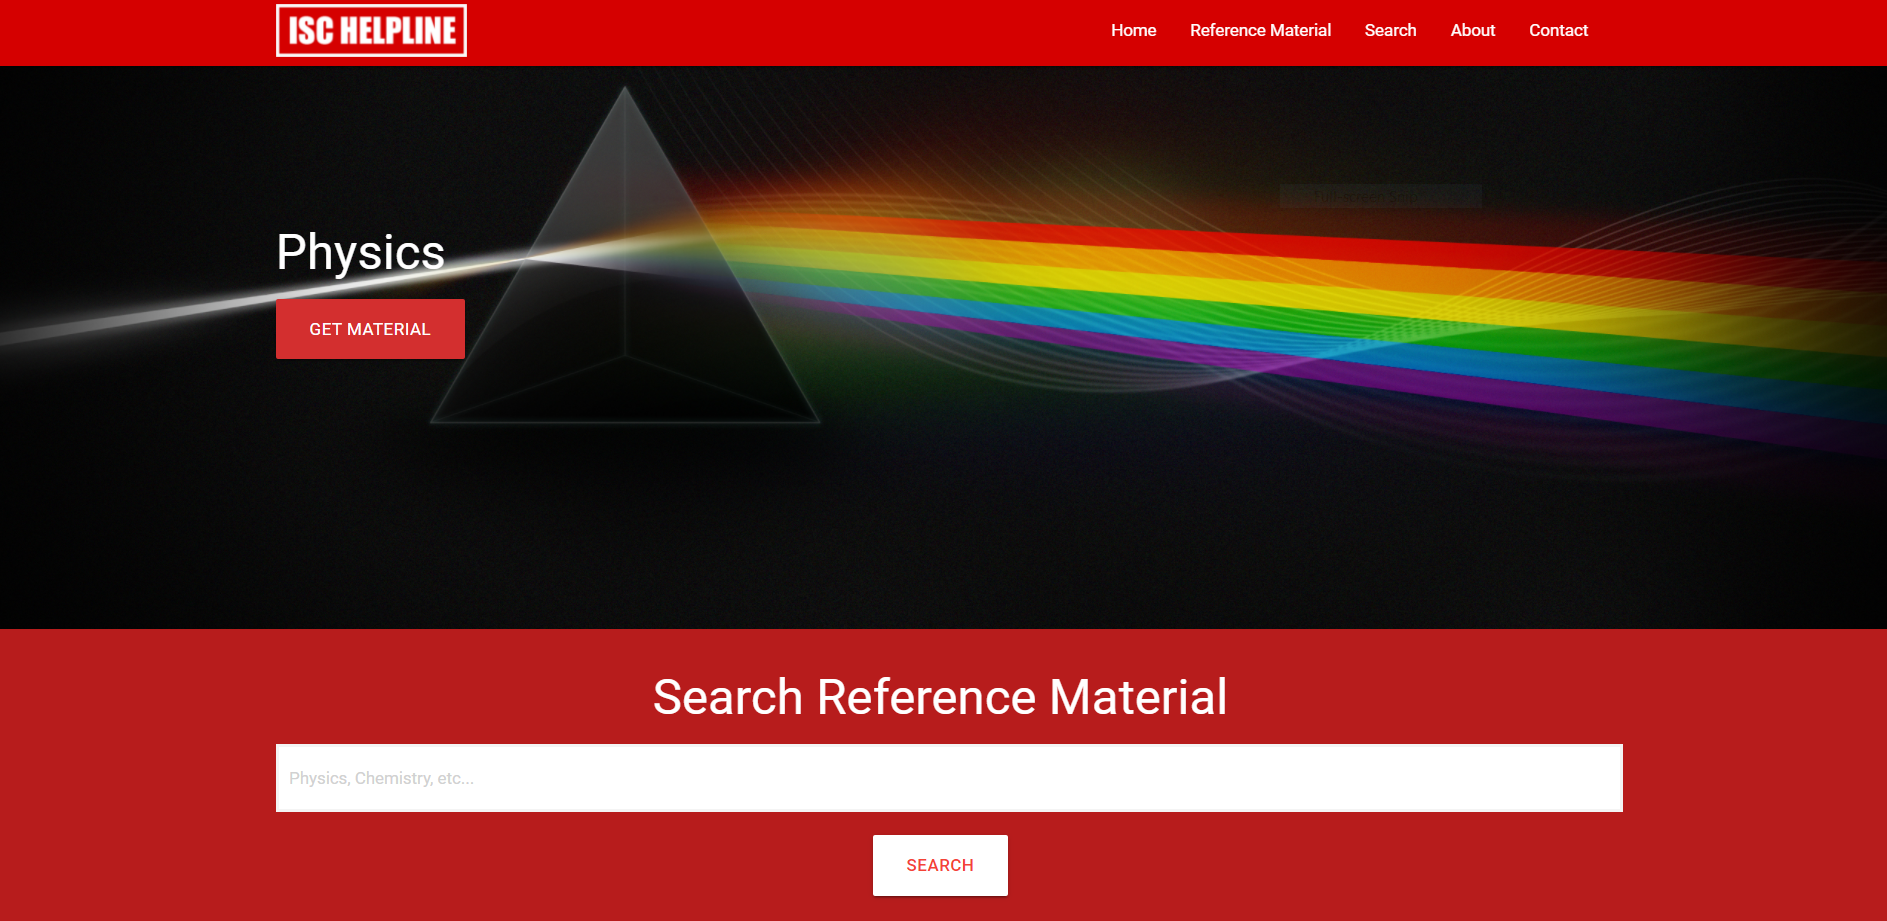 ISC HELPLINE
Home Reference Material Search About Contact
Physics
GET MATERIAL
Search Reference Material
Physics, Chemistry, etc...
SEARCH